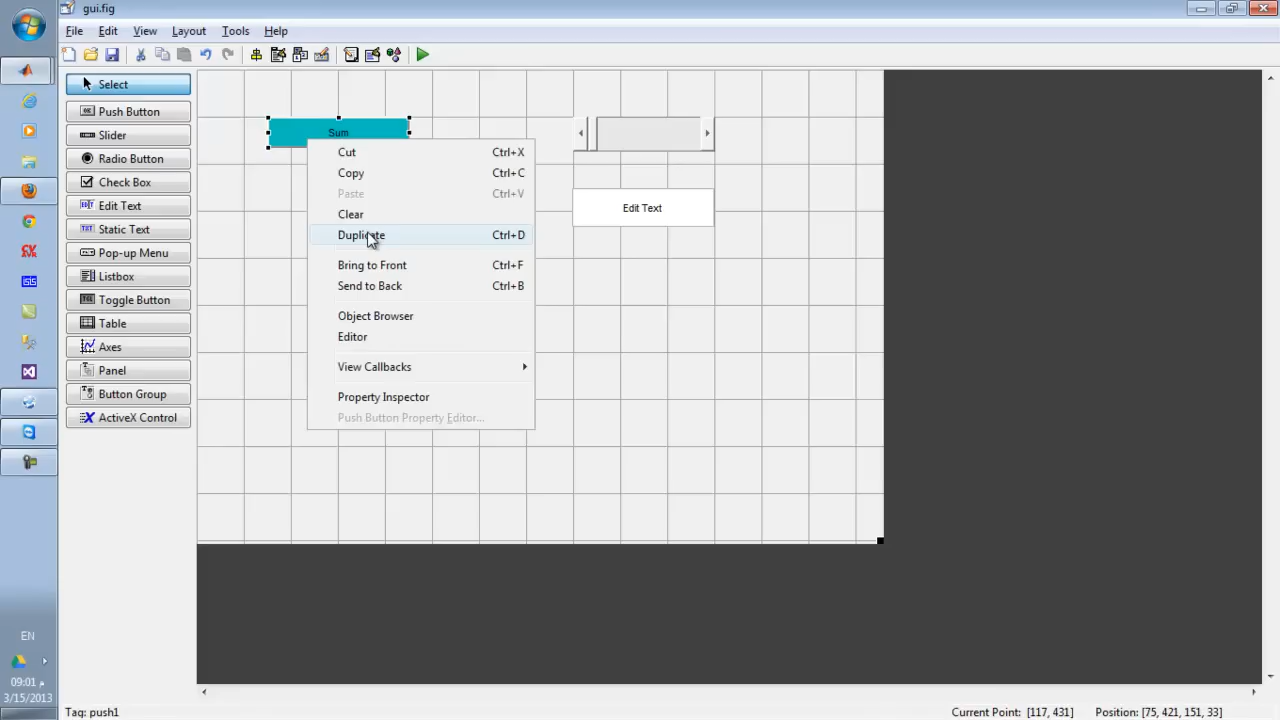 gui.fig
File Edit View Layout Tools Help
Select
Push Button
Slider
Radio Button
Check Box
Edit Text
Static Text
Pop-up Menu
Listbox
Toggle Button
Table
Axes
Panel
Button Group
ActiveX Control
Sum
Edit Text
Cut Ctrl+X
Copy Ctrl+C
Paste Ctrl+V
Clear
Duplicate Ctrl+D
Bring to Front Ctrl+F
Send to Back Ctrl+B
Object Browser
Editor
View Callbacks
Property Inspector
Push Button Property Editor...
EN
09:01 م
3/15/2013
Tag: push1
Current Point: [117, 431] Position: [75, 421, 151, 33]